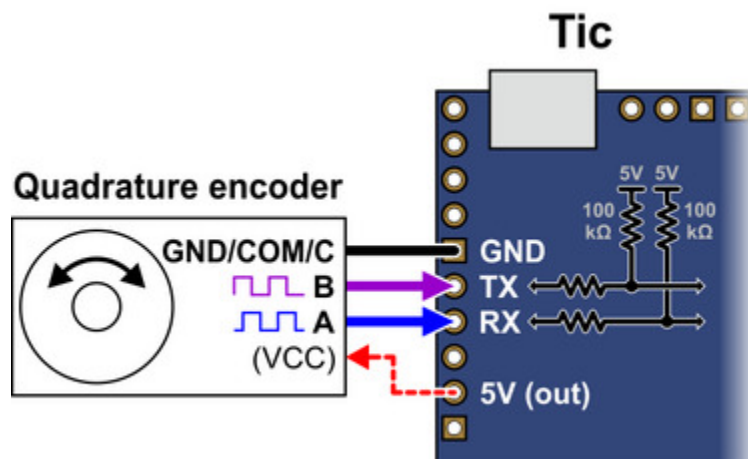 Tic
Quadrature encoder
5V 5V
100 kΩ
100 kΩ
GND/COM/C
GND
B
TX
A
RX
(VCC)
5V (out)